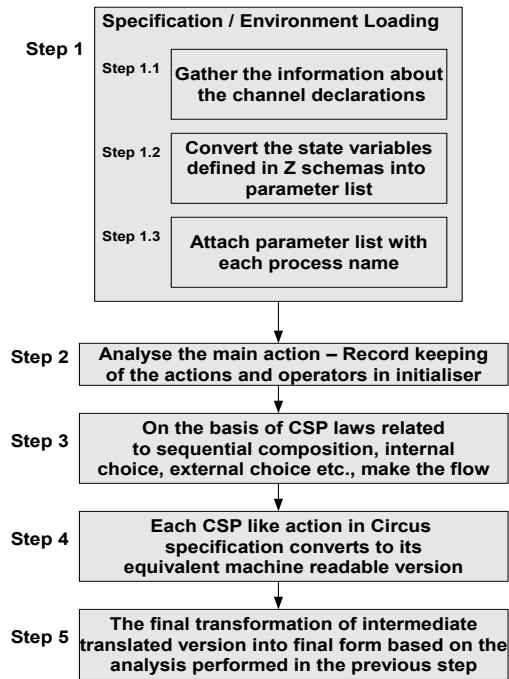 Specification / Environment Loading
Step 1
Step 1.1
Gather the information about
the channel declarations
Step 1.2
Convert the state variables
defined in Z schemas into
parameter list
Step 1.3
Attach parameter list with
each process name
Step 2
Analyse the main action – Record keeping
of the actions and operators in initialiser
Step 3
On the basis of CSP laws related
to sequential composition, internal
choice, external choice etc., make the flow
Step 4
Each CSP like action in Circus
specification converts to its
equivalent machine readable version
Step 5
The final transformation of intermediate
translated version into final form based on the
analysis performed in the previous step